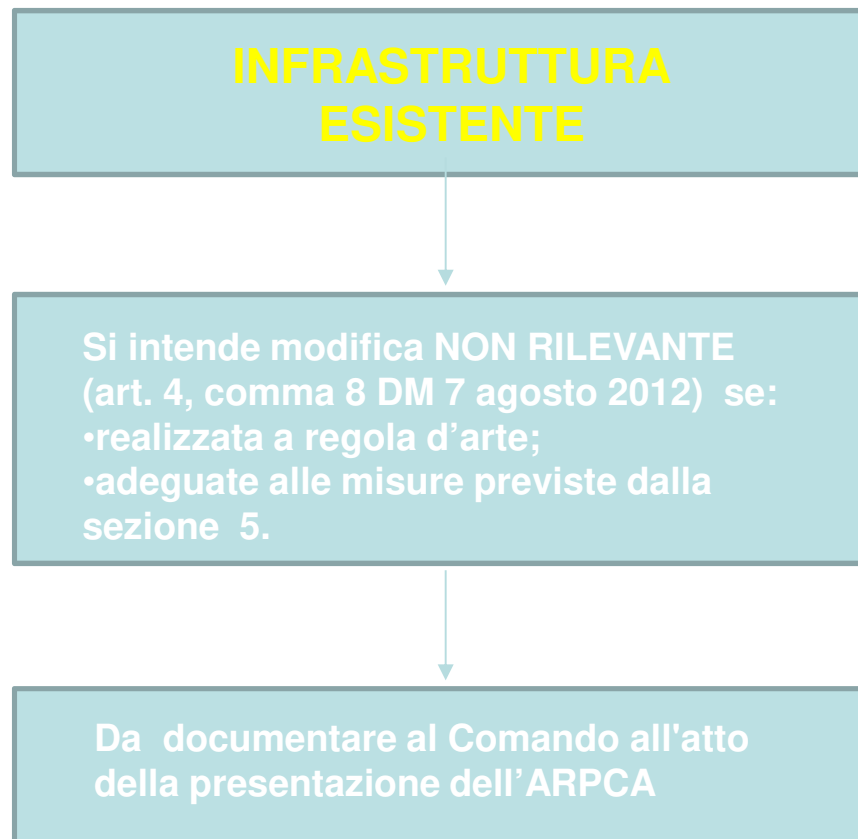 INFRASTRUTTURA
ESISTENTE
Si intende modifica NON RILEVANTE
(art. 4, comma 8 DM 7 agosto 2012)  se:
•realizzata a regola d’arte;
•adeguate alle misure previste dalla
sezione  5.
Da  documentare al Comando all'atto
della presentazione dell’ARPCA